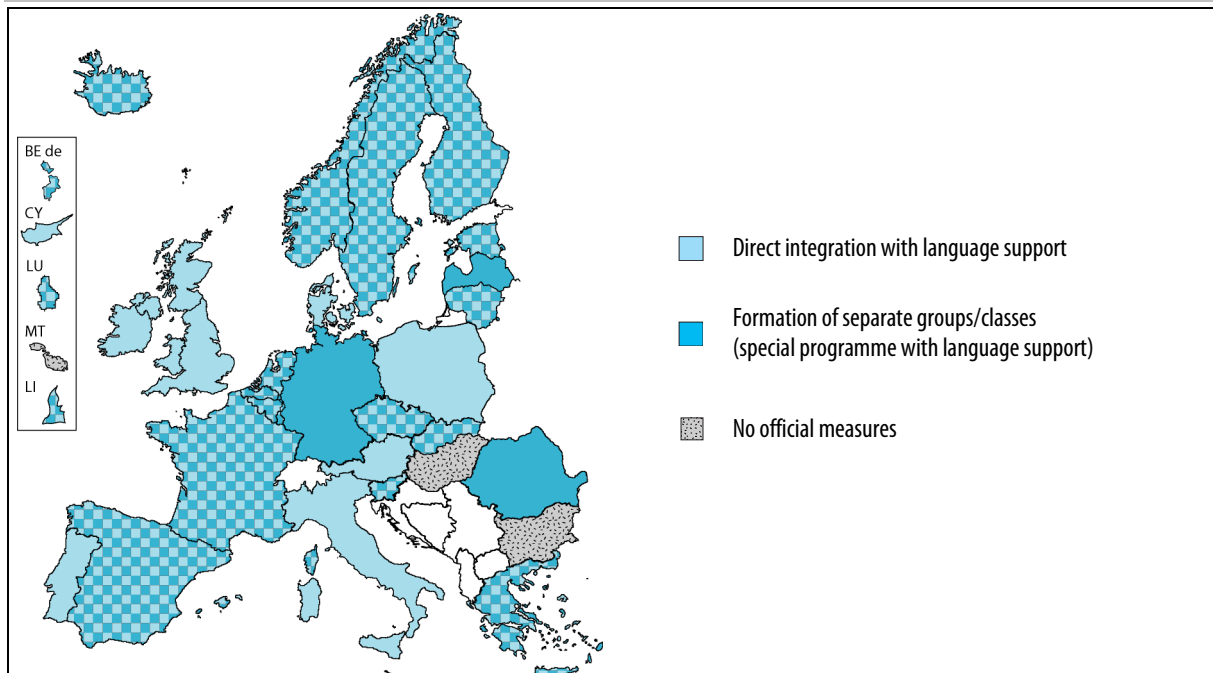 BE de
CY
LU
MT
LI
Direct integration with language support
Formation of separate groups/classes
(special programme with language support)
No official measures